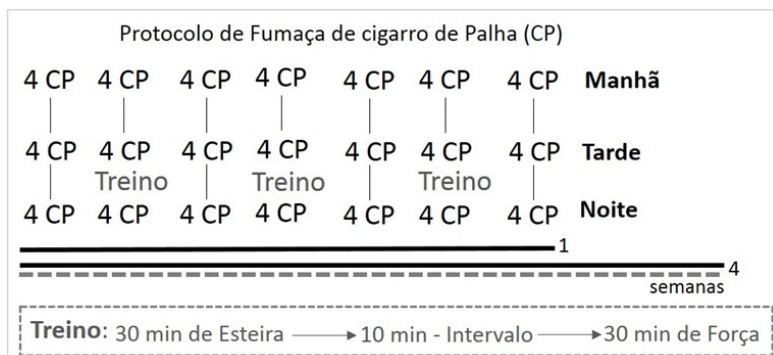 Protocolo de Fumaça de cigarro de Palha (CP)
4 CP 4 CP 4 CP 4 CP 4 CP 4 CP 4 CP Manhã
4 CP 4 CP 4 CP 4 CP 4 CP 4 CP 4 CP Tarde
Treino Treino Treino
4 CP 4 CP 4 CP 4 CP 4 CP 4 CP 4 CP Noite
1
4
semanas
Treino: 30 min de Esteira → 10 min - Intervalo → 30 min de Força